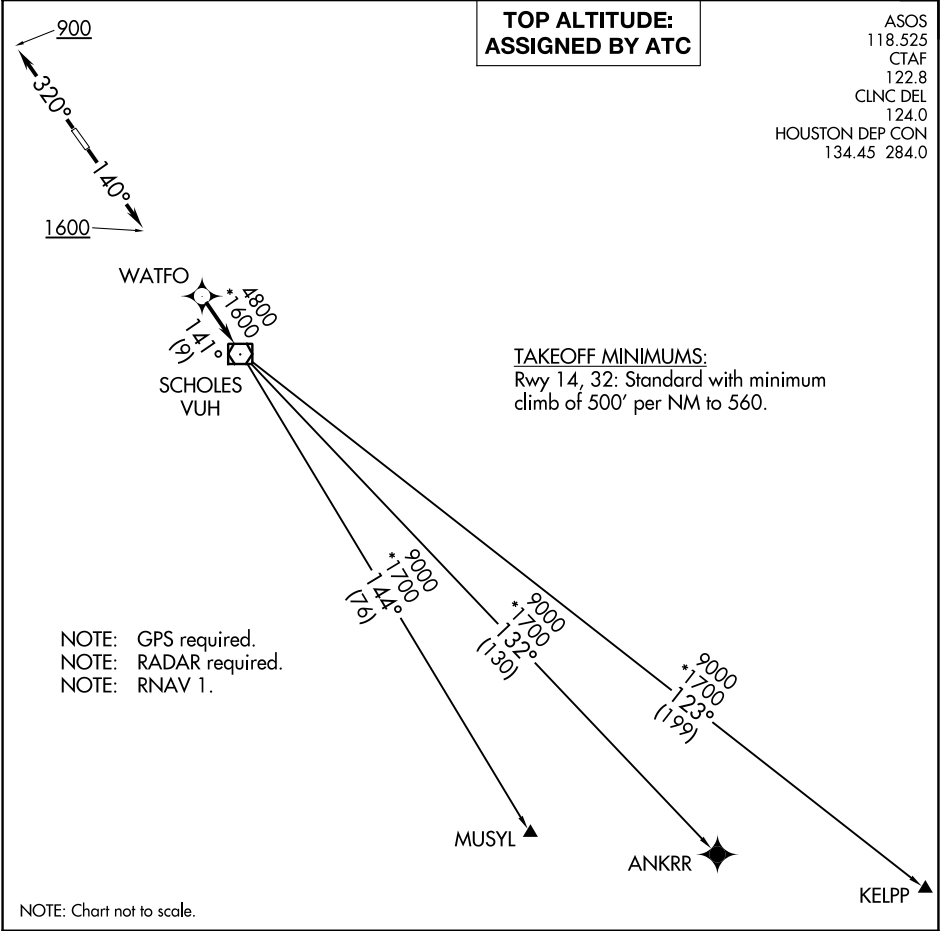 TOP ALTITUDE:
ASSIGNED BY ATC
ASOS
118.525
CTAF
122.8
CLNC DEL
124.0
HOUSTON DEP CON
134.45 284.0
900
320°
140°
1600
WATFO
4800
*1600
141°
(9)
SCHOLES
VUH
TAKEOFF MINIMUMS:
Rwy 14, 32: Standard with minimum
climb of 500' per NM to 560.
9000
*1700
144°
(76)
9000
*1700
132°
(130)
9000
*1700
123°
(199)
NOTE: GPS required.
NOTE: RADAR required.
NOTE: RNAV 1.
MUSYL
ANKRR
KELPP
NOTE: Chart not to scale.